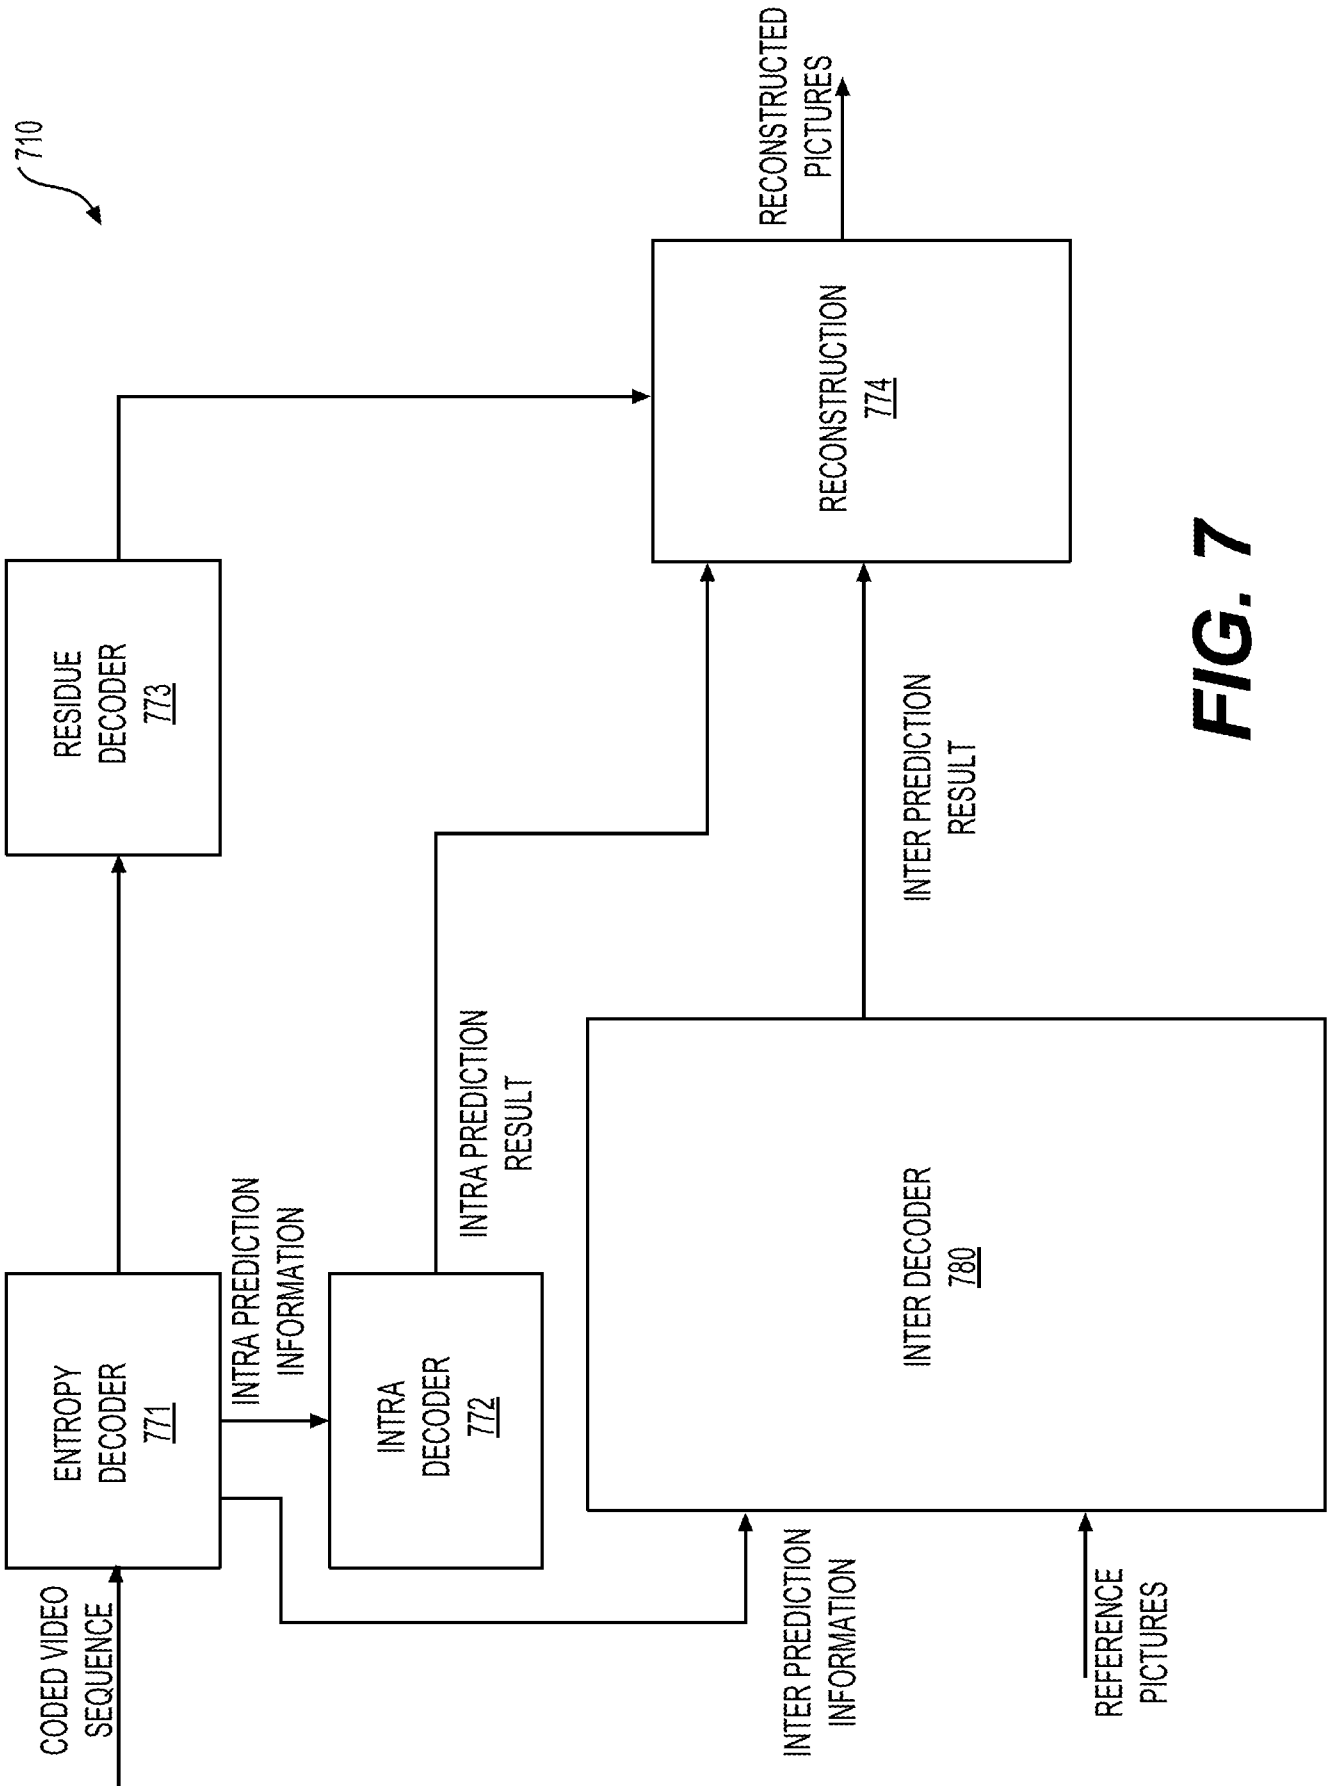 710
CODED VIDEO
SEQUENCE
ENTROPY
DECODER
771
RESIDUE
DECODER
773
INTRA PREDICTION
INFORMATION
INTRA
DECODER
772
INTRA PREDICTION
RESULT
INTER PREDICTION
INFORMATION
REFERENCE
PICTURES
INTER DECODER
780
INTER PREDICTION
RESULT
RECONSTRUCTION
774
RECONSTRUCTED
PICTURES
FIG. 7